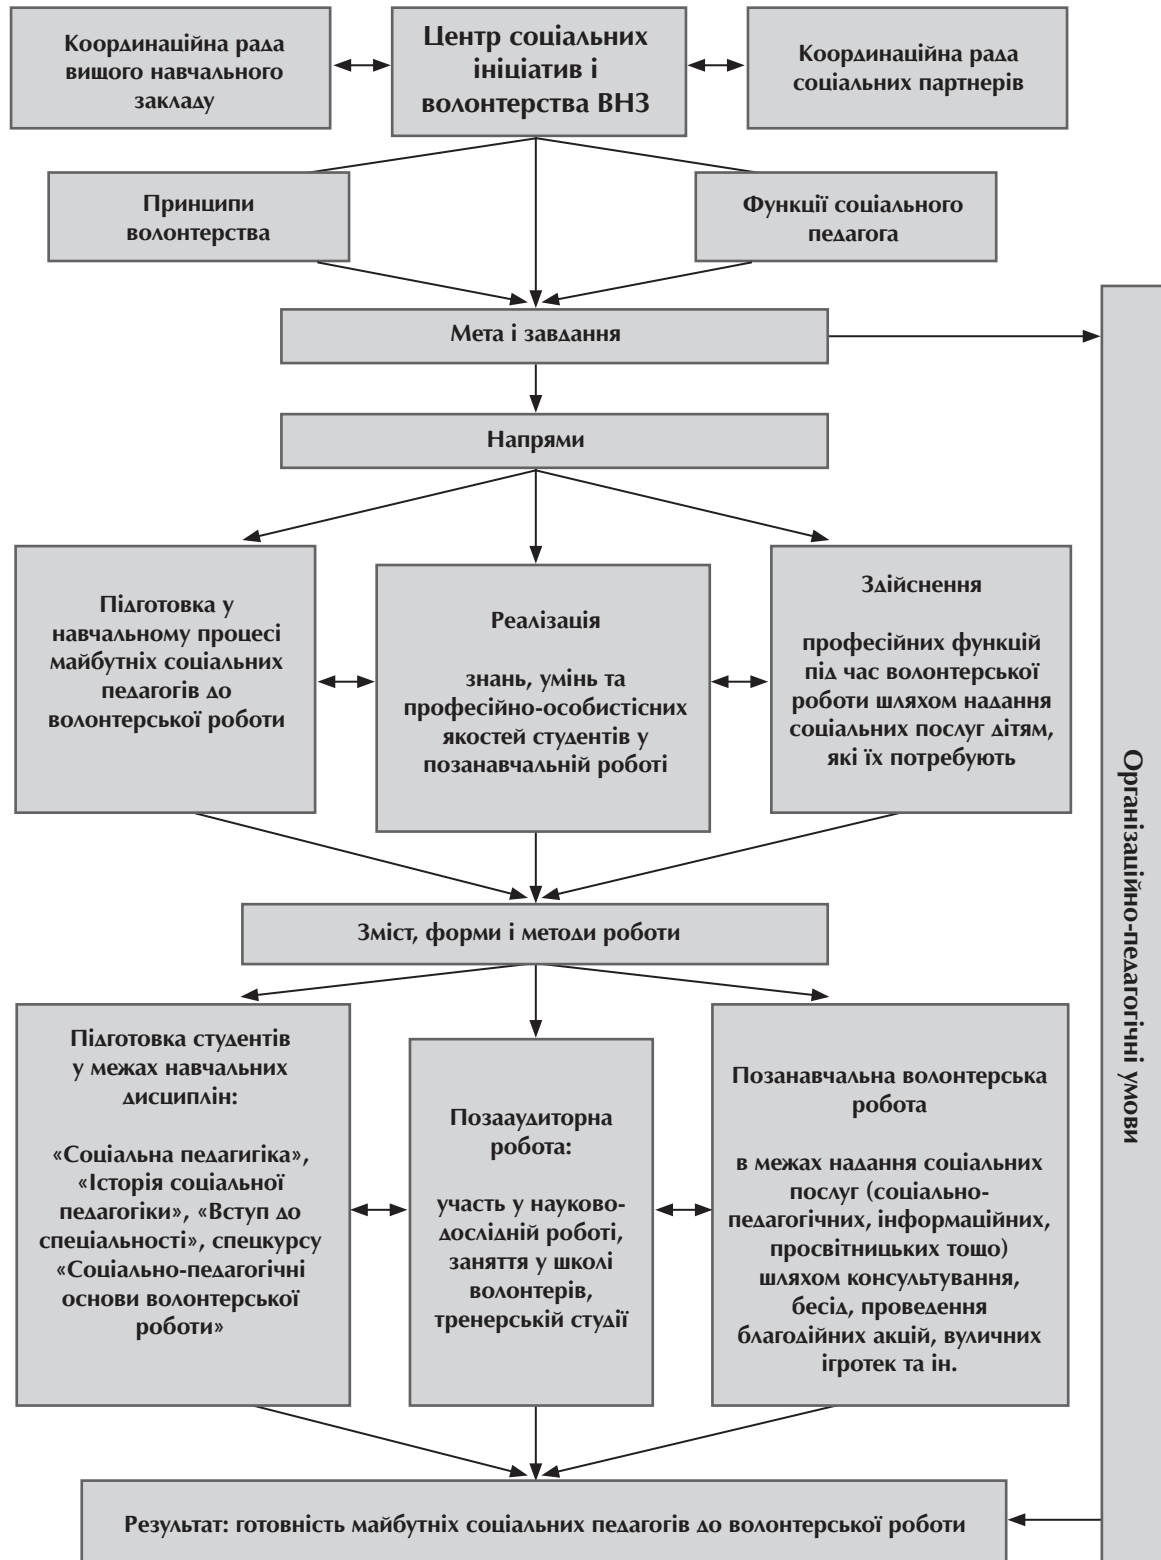 Координаційна рада
вищого навчального
закладу
Центр соціальних
ініціатив і
волонтерства ВНЗ
Координаційна рада
соціальних партнерів
Принципи
волонтерства
Функції соціального
педагога
Мета і завдання
Напрями
Підготовка у
навчальному процесі
майбутніх соціальних
педагогів до
волонтерської роботи
Реалізація
знань, умінь та
професійно-особистісних
якостей студентів у
позанавчальній роботі
Здійснення
професійних функцій
під час волонтерської
роботи шляхом надання
соціальних послуг дітям,
які їх потребують
Організаційно-педагогічні умови
Зміст, форми і методи роботи
Підготовка студентів
у межах навчальних
дисциплін:
«Соціальна педагигіка»,
«Історія соціальної
педагогіки», «Вступ до
спеціальності», спецкурсу
«Соціально-педагогічні
основи волонтерської
роботи»
Позааудиторна
робота:
участь у науково-
дослідній роботі,
заняття у школі
волонтерів,
тренерській студії
Позанавчальна волонтерська
робота
в межах надання соціальних
послуг (соціально-
педагогічних, інформаційних,
просвітницьких тощо)
шляхом консультування,
бесід, проведення
благодійних акцій, вуличних
ігротек та ін.
Результат: готовність майбутніх соціальних педагогів до волонтерської роботи